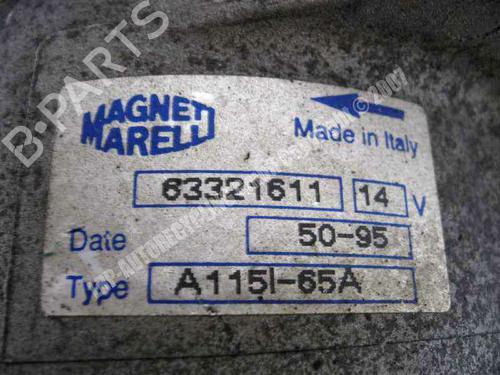 B-PARTS
MAGNETI
MARELLI
Made in Italy
63321611 14 V
Date 50-95
Type A115I-65A